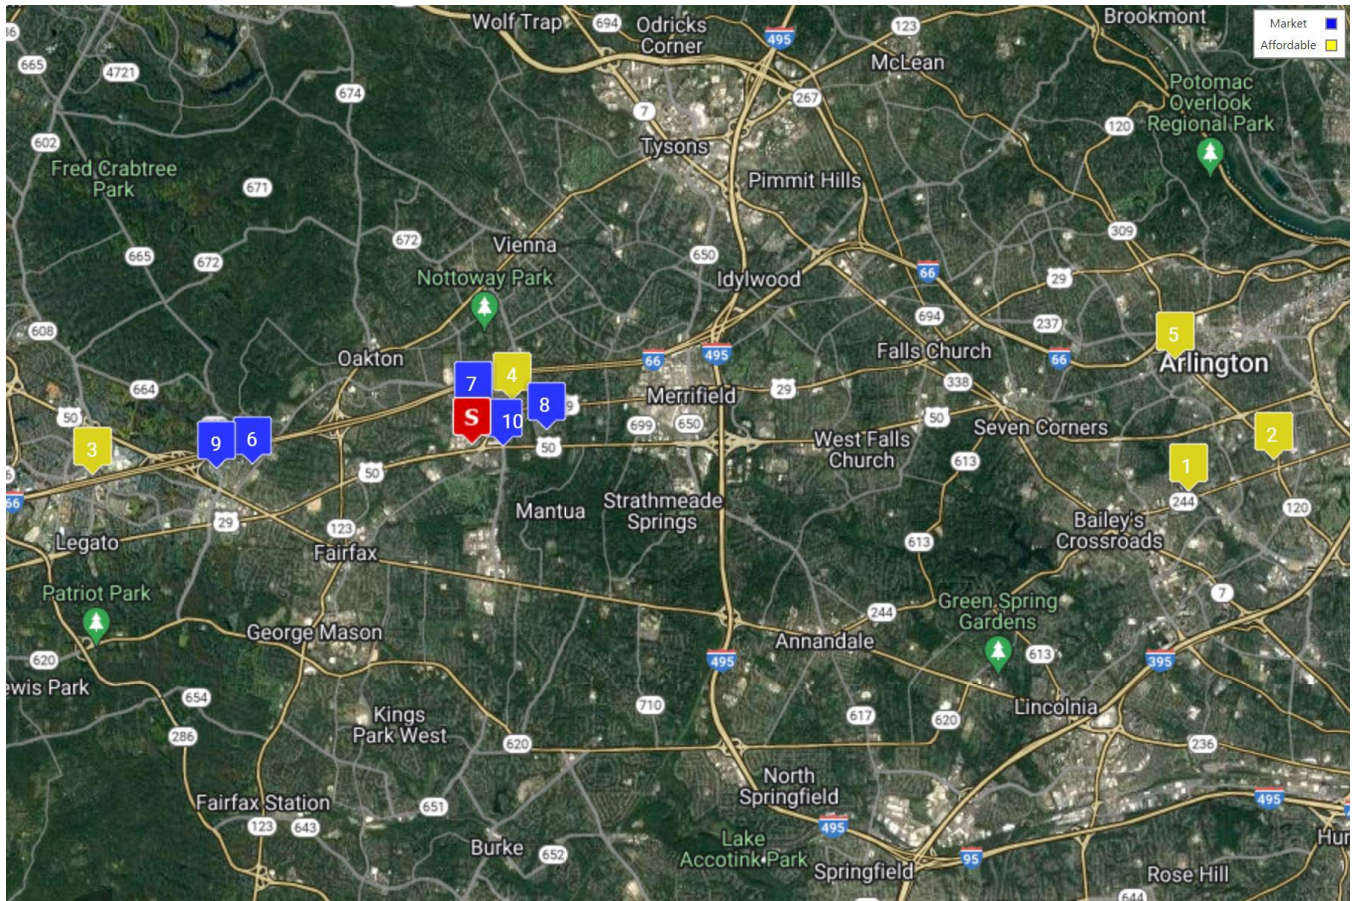 Wolf Trap
694
Odricks
Corner
495
123
Brookmont
Market
Affordable
665
4721
674
McLean
Potomac
Overlook
Regional Park
7
267
120
602
Tysons
Fred Crabtree
Park
671
Pimmit Hills
665
672
672
Vienna
650
309
Nottoway Park
Idylwood
66
29
694
237
608
5
Oakton
66
495
Falls Church
66
Arlington
664
7
4
8
Merrifield
29
338
50
S
10
9
699
650
50
3
9
6
50
50
West Falls
Church
Seven Corners
2
613
1
66
Mantua
Strathmeade
Springs
244
120
29
123
Legato
Fairfax
613
Bailey's
Crossroads
Patriot Park
7
244
Green Spring
Gardens
George Mason
Annandale
620
495
613
395
ewis Park
654
710
Kings
Park West
617
620
Lincolnia
286
620
236
North
Springfield
Fairfax Station
651
495
495
123
643
Burke
652
Lake
Accotink Park
Springfield
95
Hun
Rose Hill
644